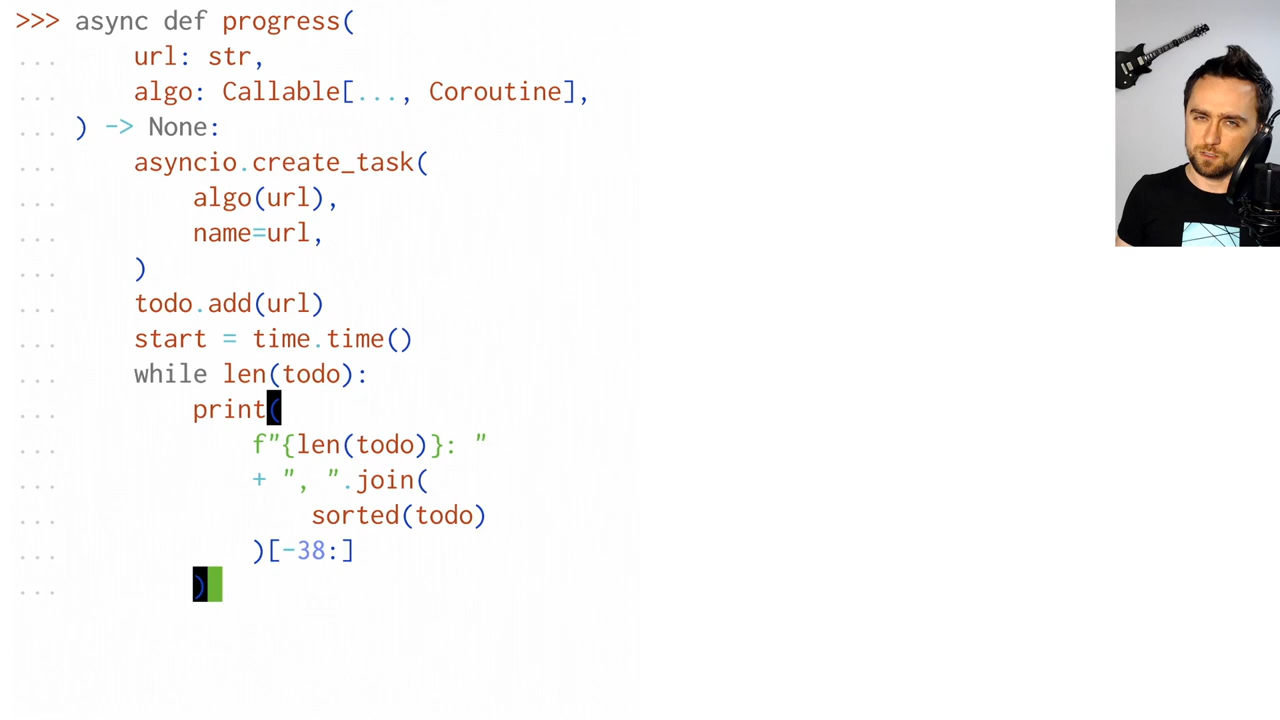 >>> async def progress(
...     url: str,
...     algo: Callable[..., Coroutine],
... ) -> None:
...     asyncio.create_task(
...         algo(url),
...         name=url,
...     )
...     todo.add(url)
...     start = time.time()
...     while len(todo):
...         print(
...             f"{len(todo)}: "
...             + ", ".join(
...                 sorted(todo)
...             )[-38:]
...         )